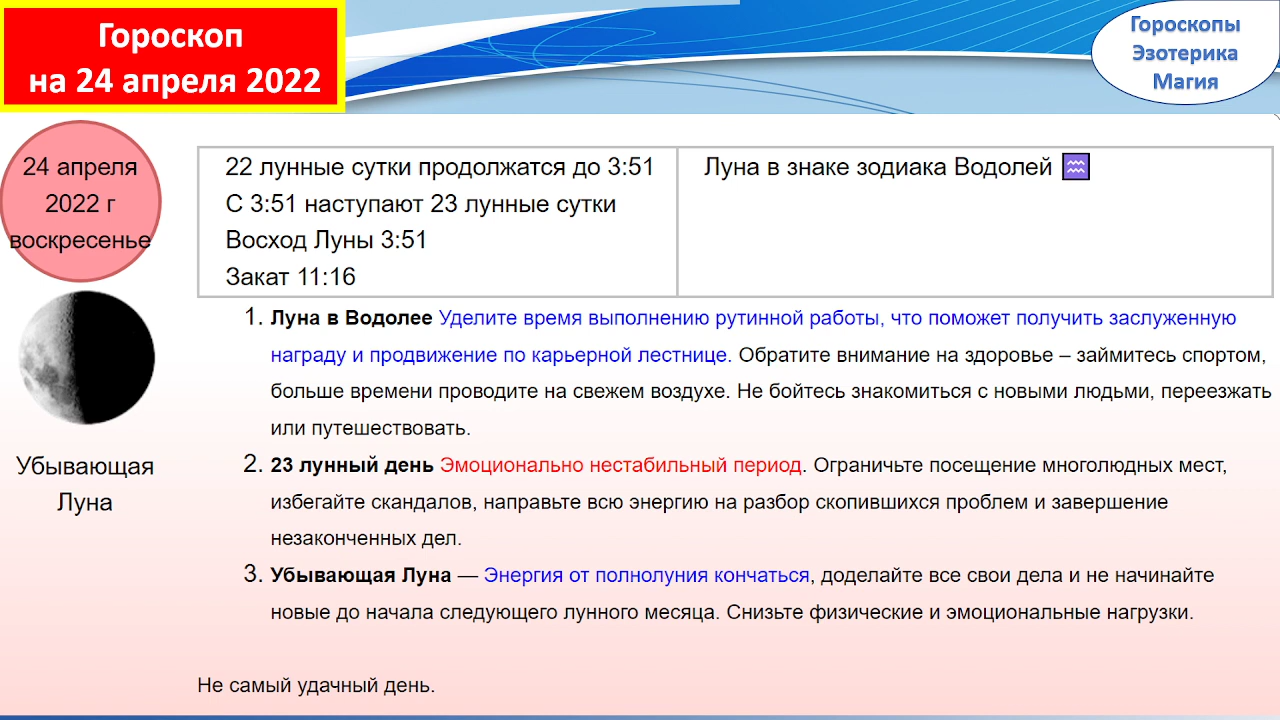 Гороскоп
на 24 апреля 2022
Гороскопы
Эзотерика
Магия
24 апреля
2022 г
воскресенье
22 лунные сутки продолжатся до 3:51
С 3:51 наступают 23 лунные сутки
Восход Луны 3:51
Закат 11:16
Луна в знаке зодиака Водолей ♒
1. Луна в Водолее Уделите время выполнению рутинной работы, что поможет получить заслуженную
награду и продвижение по карьерной лестнице. Обратите внимание на здоровье – займитесь спортом,
больше времени проводите на свежем воздухе. Не бойтесь знакомиться с новыми людьми, переезжать
или путешествовать.
2. 23 лунный день Эмоционально нестабильный период. Ограничьте посещение многолюдных мест,
избегайте скандалов, направьте всю энергию на разбор скопившихся проблем и завершение
незаконченных дел.
3. Убывающая Луна — Энергия от полнолуния кончаться, доделайте все свои дела и не начинайте
новые до начала следующего лунного месяца. Снизьте физические и эмоциональные нагрузки.
Убывающая
Луна
Не самый удачный день.